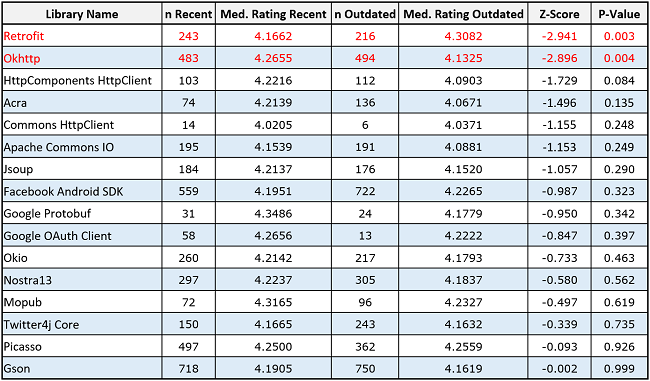 Library Name n Recent Med. Rating Recent n Outdated Med. Rating Outdated Z-Score P-Value
Retrofit 243 4.1662 216 4.3082 -2.941 0.003
Okhttp 483 4.2655 494 4.1325 -2.896 0.004
HttpComponents HttpClient 103 4.2216 112 4.0903 -1.729 0.084
Acra 74 4.2139 136 4.0671 -1.496 0.135
Commons HttpClient 14 4.0205 6 4.0371 -1.155 0.248
Apache Commons IO 195 4.1539 191 4.0881 -1.153 0.249
Jsoup 184 4.2137 176 4.1520 -1.057 0.290
Facebook Android SDK 559 4.1951 722 4.2265 -0.987 0.323
Google Protobuf 31 4.3486 24 4.1779 -0.950 0.342
Google OAuth Client 58 4.2656 13 4.2222 -0.847 0.397
Okio 260 4.2142 217 4.1793 -0.733 0.463
Nostra13 297 4.2237 305 4.1837 -0.580 0.562
Mopub 72 4.3165 96 4.2327 -0.497 0.619
Twitter4j Core 150 4.1665 243 4.1632 -0.339 0.735
Picasso 497 4.2500 362 4.2559 -0.093 0.926
Gson 718 4.1905 750 4.1619 -0.002 0.999